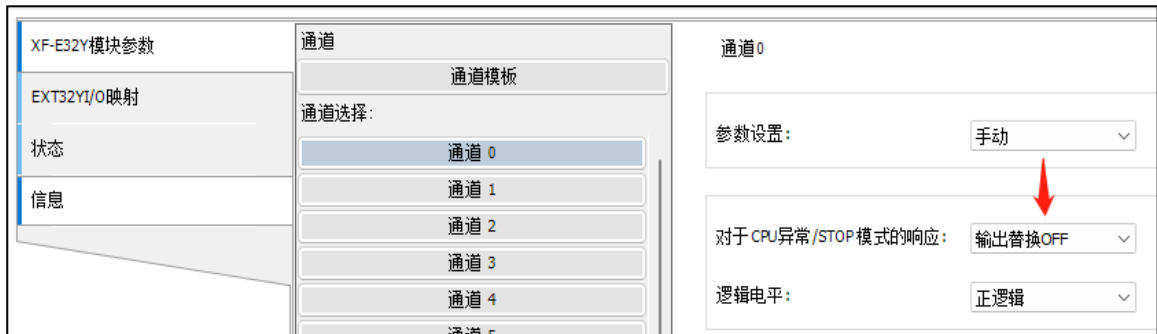 XF-E32Y模块参数
EXT32YI/O映射
状态
信息
通道
通道模板
通道选择:
通道 0
通道 1
通道 2
通道 3
通道 4
通道 5
通道0
参数设置: 手动
对于CPU异常/STOP模式的响应: 输出替换OFF
逻辑电平: 正逻辑